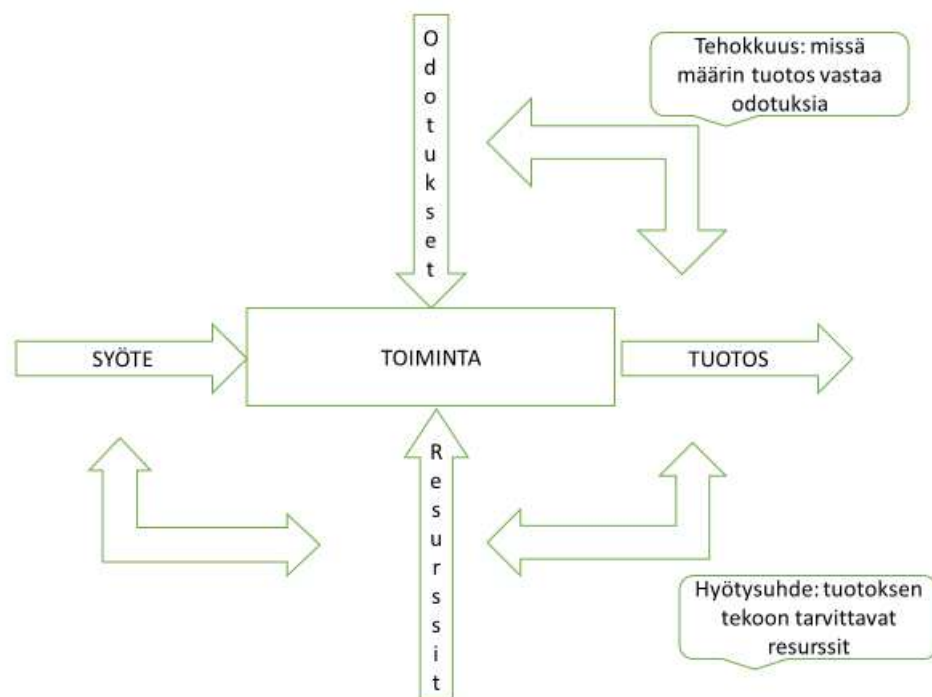 Odotukset
Tehokkuus: missä
määrin tuotos vastaa
odotuksia
SYÖTE
TOIMINTA
TUOTOS
Resurssit
Hyötysuhde: tuotoksen
tekoon tarvittavat
resurssit